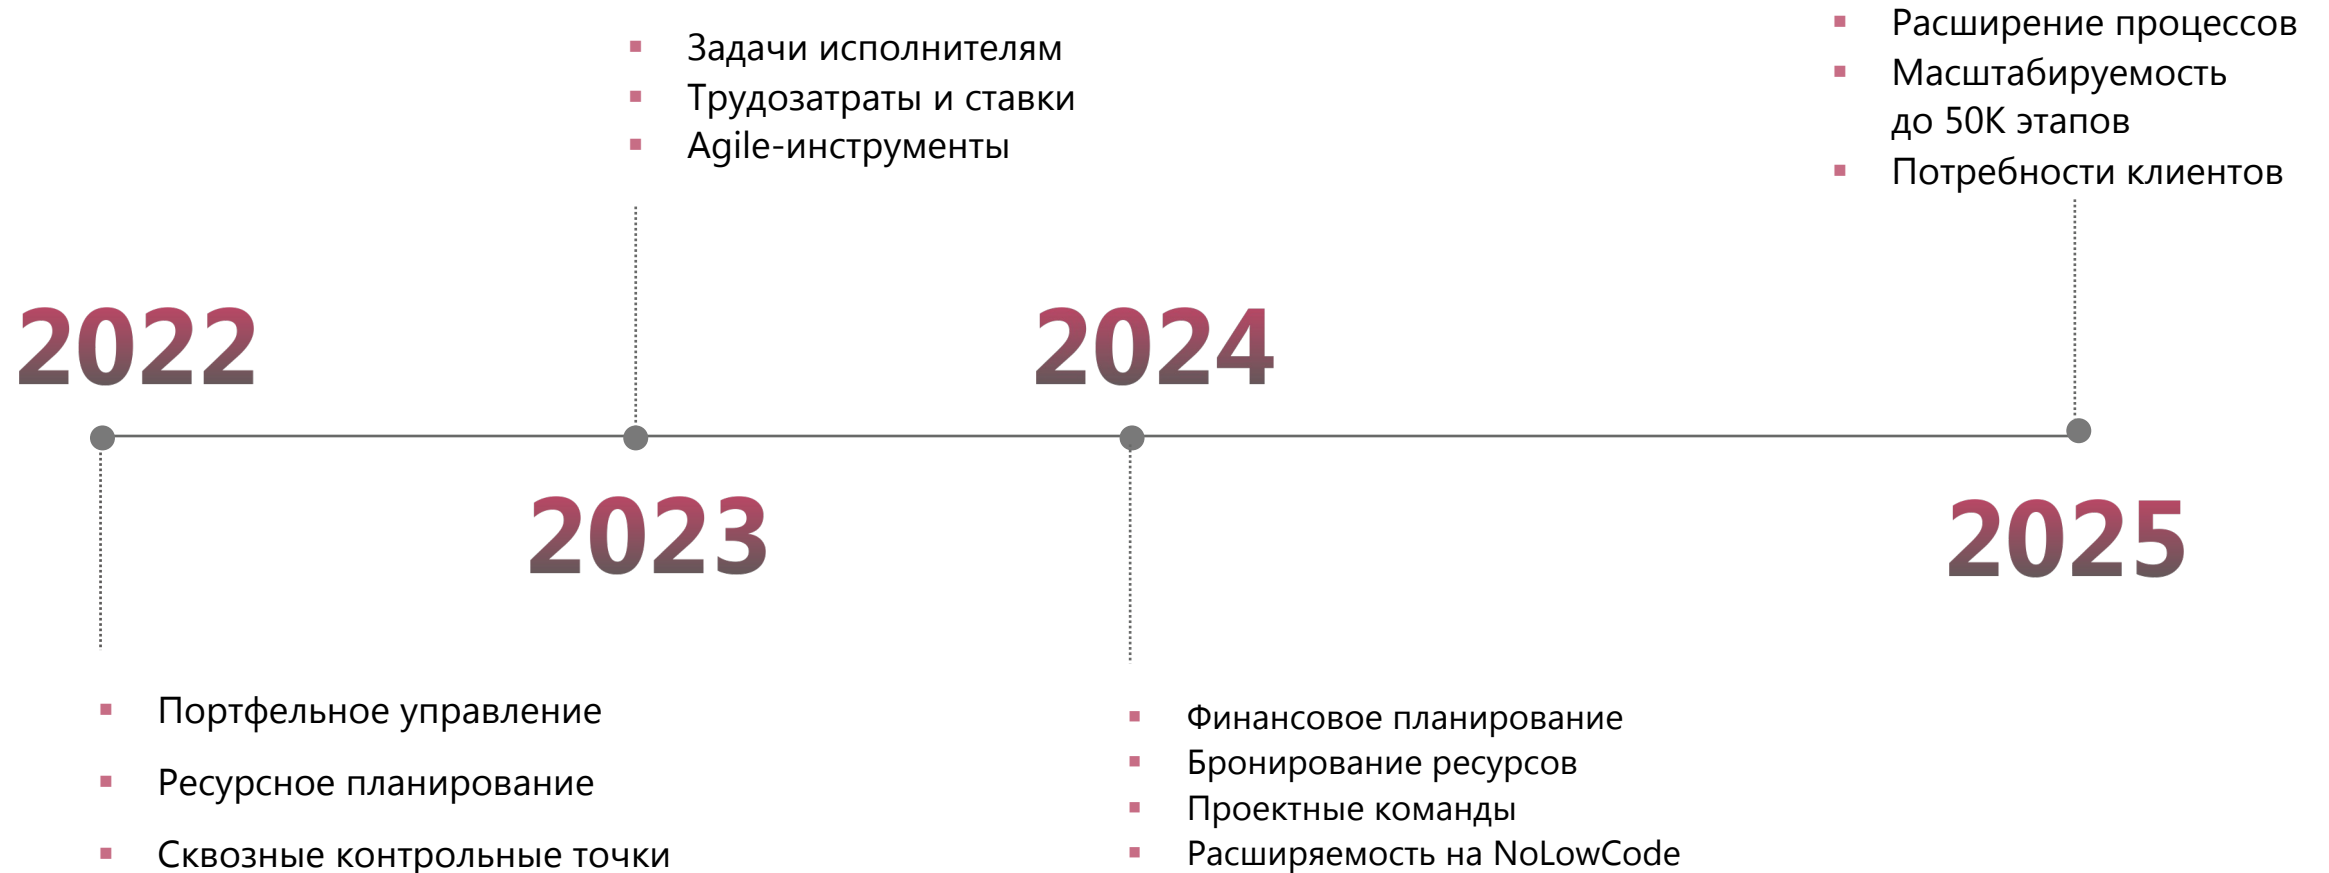 2022
Портфельное управление
Ресурсное планирование
Сквозные контрольные точки
2023
Задачи исполнителям
Трудозатраты и ставки
Agile-инструменты
2024
Финансовое планирование
Бронирование ресурсов
Проектные команды
Расширяемость на NoLowCode
2025
Расширение процессов
Масштабируемость
до 50К этапов
Потребности клиентов